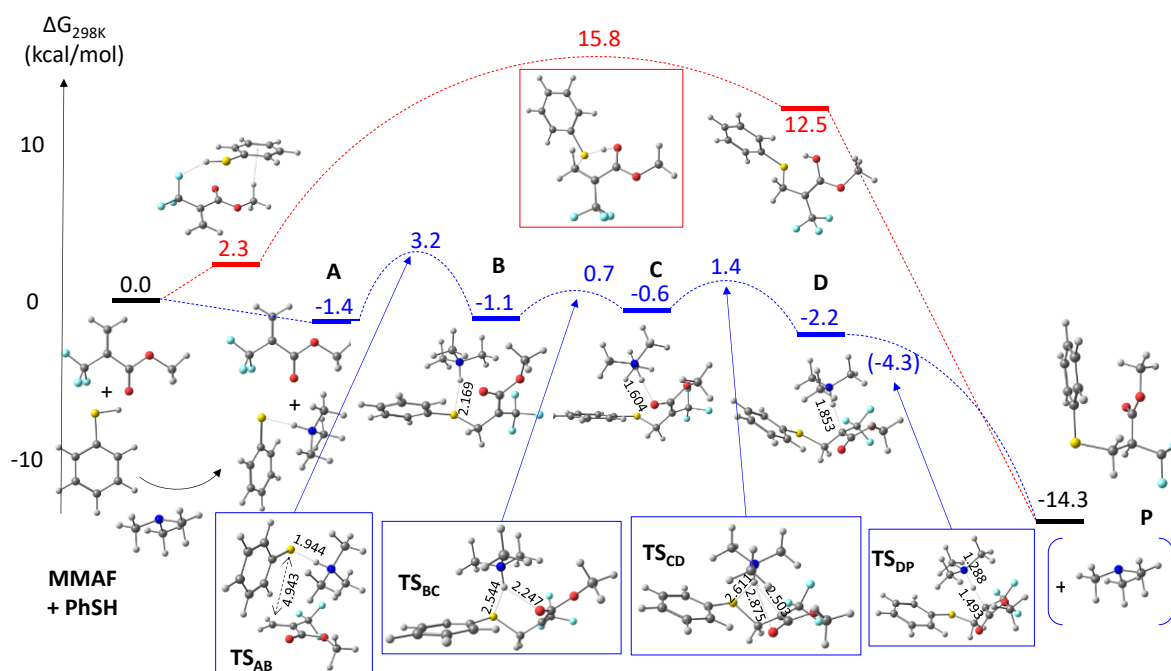 ΔG298K
(kcal/mol)
15.8
10
12.5
2.3
3.2
A
B
0.7
C
1.4
D
0.0
0
-1.4
-1.1
-0.6
-2.2
(-4.3)
+
2.169
1.604
1.853
+
-10
-14.3
P
MMAF
+ PhSH
1.944
4.943
TSAB
TSBC
2.544
2.247
TSCD
2.611
2.875
2.503
TSDP
1.288
1.493
+